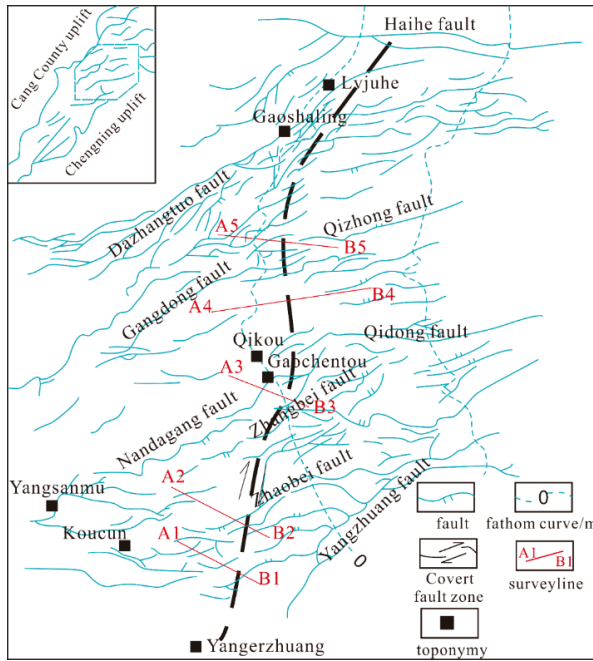 Haihe fault
Cang County uplift
Chengning uplift
Lvjuhe
Gaoshaling
Dazhangtuo fault
A5
Qizhong fault
B5
Gangdong fault
A4
B4
Qikou
Qidong fault
A3
Gaochentou
B3
Zhangbei fault
Nandagang fault
A2
Zhaobei fault
Yangsanmu
B2
Koucun
A1
B1
Yangzhuang fault
0
Yangerzhuang
0
fault
fathom curve/m
A1
B1
Covert
fault zone
surveyline
toponymy